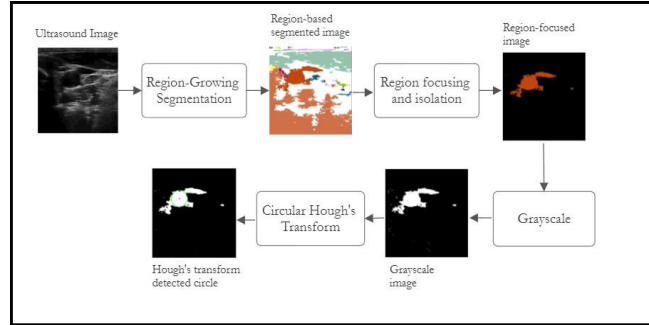 Ultrasound Image
Region-Growing
Segmentation
Region-based
segmented image
Region focusing
and isolation
Region-focused
image
Grayscale
Grayscale
image
Circular Hough's
Transform
Hough's transform
detected circle